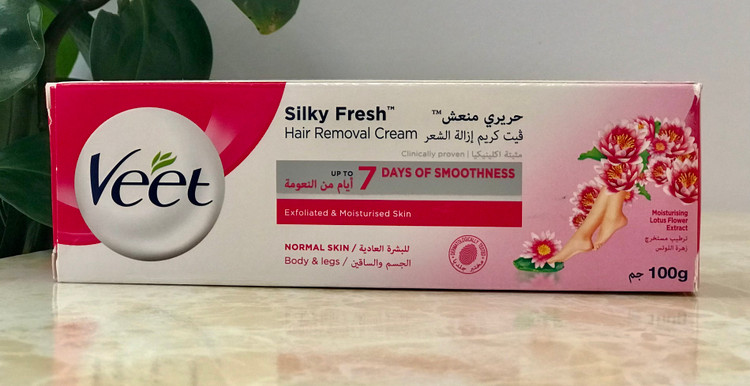 Veet
Silky Fresh™
Hair Removal Cream
حريري منعش™
ڤيت كريم إزالة الشعر
Clinically proven | مثبتة اكلينيكيا
UP TO 7 DAYS OF SMOOTHNESS
أيام من النعومة
Exfoliated & Moisturised Skin
NORMAL SKIN / للبشرة العادية
Body & legs / الجسم والساقين
DERMATOLOGICALLY TESTED
Moisturising
Lotus Flower
Extract
ترطيب مستخرج
زهرة اللوتس
100g جم